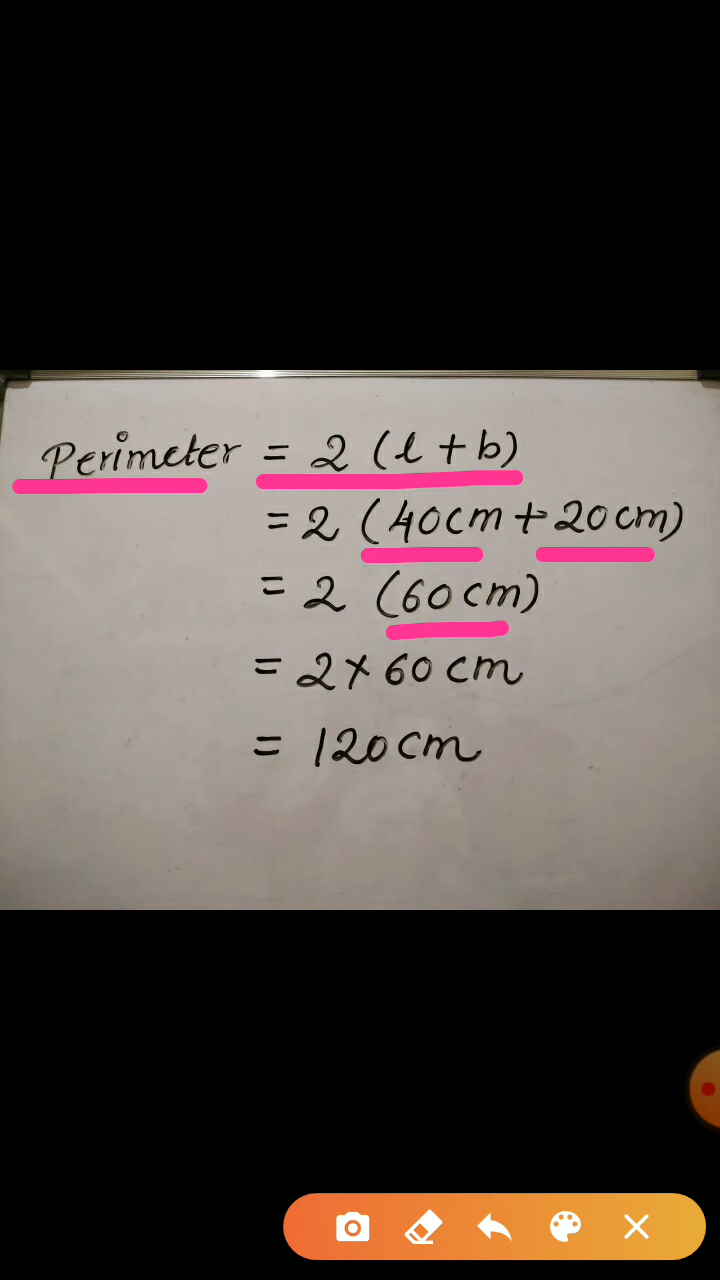 Perimeter = 2 (l + b)
= 2 (40cm + 20cm)
= 2 (60cm)
= 2 × 60 cm
= 120cm